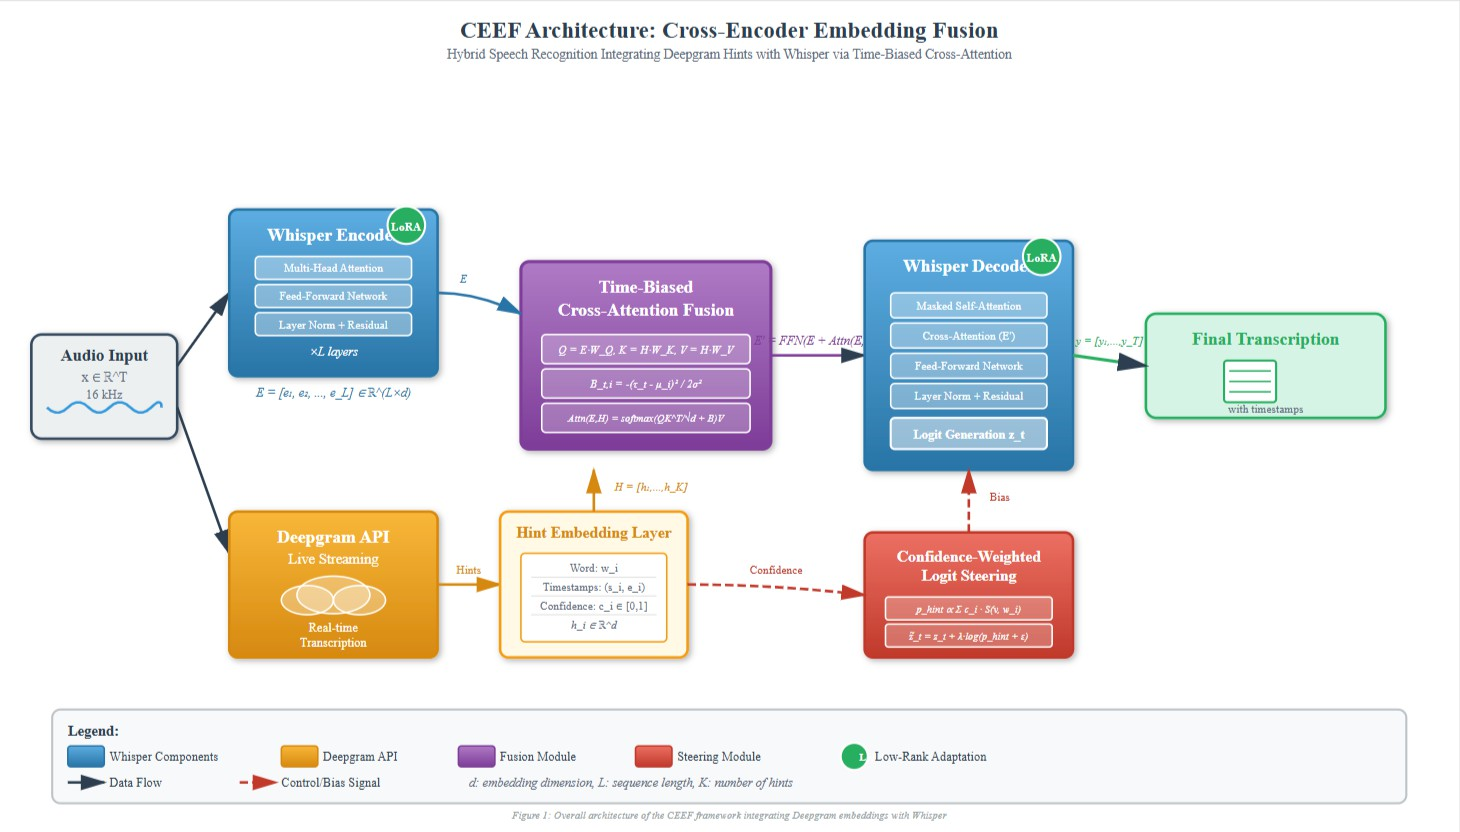 CEEF Architecture: Cross-Encoder Embedding Fusion
Hybrid Speech Recognition Integrating Deepgram Hints with Whisper via Time-Biased Cross-Attention
Audio Input
x ∈ ℝ^T
16 kHz
Whisper Encode
LoRA
Multi-Head Attention
Feed-Forward Network
Layer Norm + Residual
×L layers
E = [e₁, e₂, ..., e_L] ∈ ℝ^(L×d)
E
Time-Biased
Cross-Attention Fusion
Q = E·W_Q, K = H·W_K, V = H·W_V
B_t,i = -(τ_t - μ_i)² / 2σ²
Attn(E,H) = softmax(QK^T/√d + B)V
E' = FFN(E + Attn(E,
Whisper Decode
LoRA
Masked Self-Attention
Cross-Attention (E')
Feed-Forward Network
Layer Norm + Residual
Logit Generation z_t
y = [y₁,...,y_T]
Final Transcription
with timestamps
Deepgram API
Live Streaming
Real-time
Transcription
Hints
H = [h₁,...,h_K]
Hint Embedding Layer
Word: w_i
Timestamps: (s_i, e_i)
Confidence: c_i ∈ [0,1]
h_i ∈ ℝ^d
Confidence
Bias
Confidence-Weighted
Logit Steering
p_hint ∝ Σ c_i · S(v, w_i)
z̃_t = z_t + λ·log(p_hint + ε)
Legend:
Whisper Components
Deepgram API
Fusion Module
Steering Module
L
Low-Rank Adaptation
Data Flow
Control/Bias Signal
d: embedding dimension, L: sequence length, K: number of hints
Figure 1: Overall architecture of the CEEF framework integrating Deepgram embeddings with Whisper